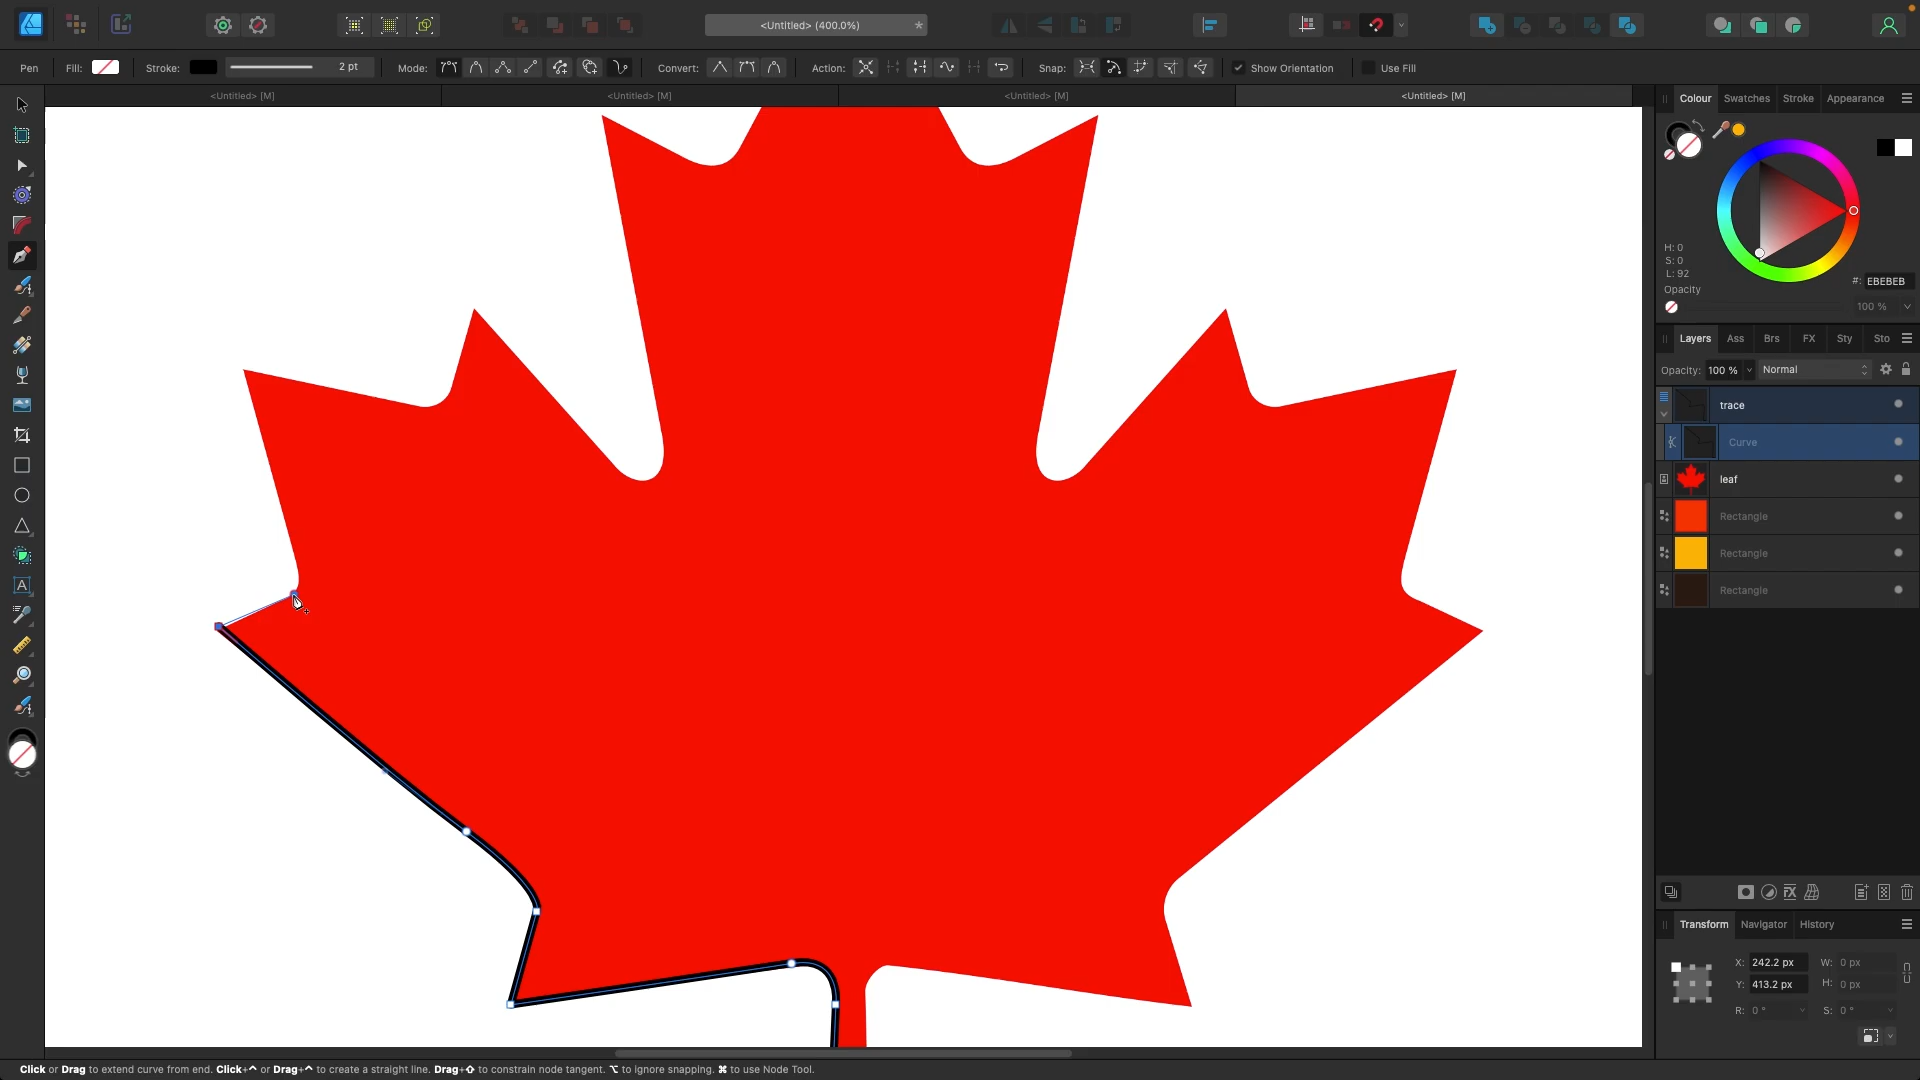 <Untitled> (400.0%) *
Pen Fill: Stroke: 2 pt Mode: Convert: Action: Snap: Show Orientation Use Fill
<Untitled> [M] <Untitled> [M] <Untitled> [M] <Untitled> [M]
Colour Swatches Stroke Appearance
H: 0
S: 0
L: 92
#: EBEBEB
Opacity
100 %
Layers Ass Brs FX Sty Sto
Opacity: 100 % Normal
trace
Curve
leaf
Rectangle
Rectangle
Rectangle
Transform Navigator History
X: 242.2 px W: 0 px
Y: 413.2 px H: 0 px
R: 0 ° S: 0 °
Click or Drag to extend curve from end. Click+^ or Drag+^ to create a straight line. Drag+⇧ to constrain node tangent. ⌥ to ignore snapping. ⌘ to use Node Tool.